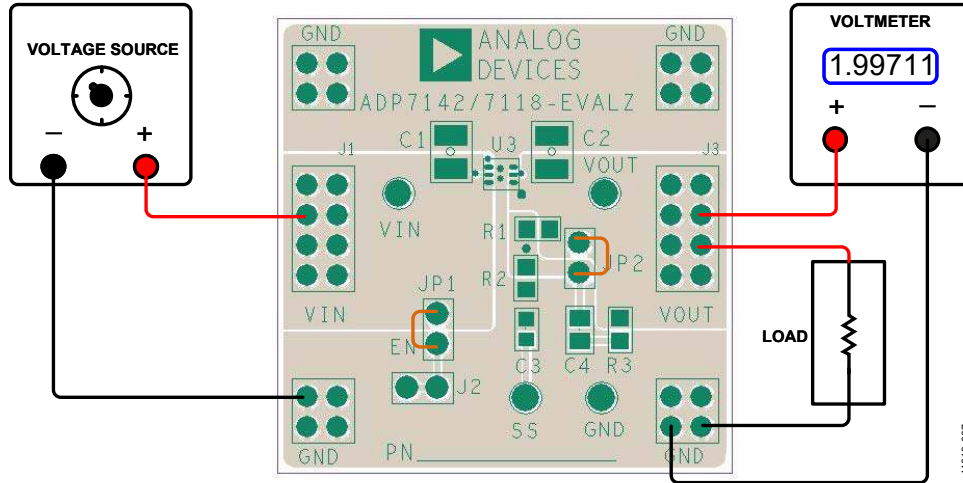 GND
GND
VOLTAGE SOURCE
−
+
ANALOG
DEVICES
ADP7142/7118-EVALZ
VOLTMETER
1.99711
+
−
J1
C1
U3
C2
J3
VOUT
VIN
R1
JP2
R2
VIN
JP1
VOUT
EN
LOAD
J2
C3
C4
R3
SS
GND
GND
PN
GND